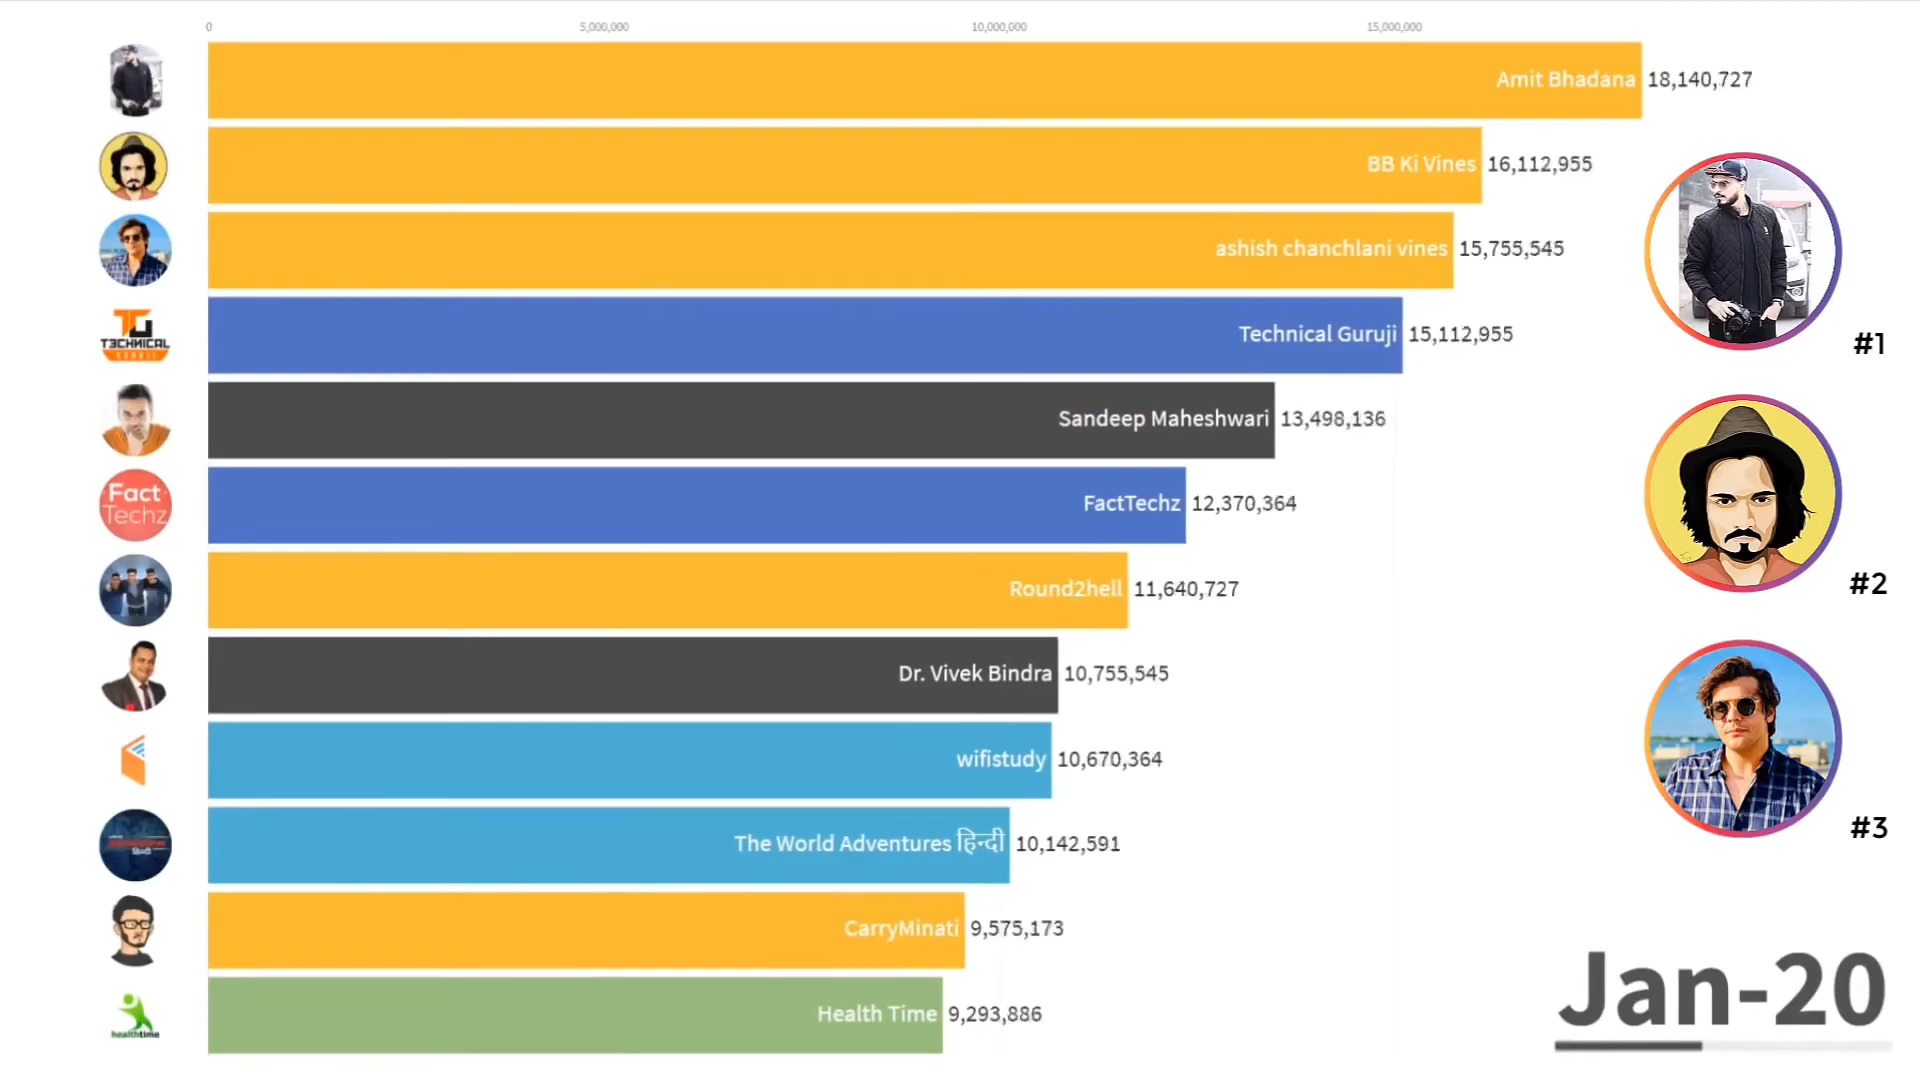 0 5,000,000 10,000,000 15,000,000
Amit Bhadana 18,140,727
BB Ki Vines 16,112,955
ashish chanchlani vines 15,755,545
#1
TECHNICAL
Technical Guruji 15,112,955
GURUJI
Sandeep Maheshwari 13,498,136
Fact
Techz
FactTechz 12,370,364
Round2hell 11,640,727
#2
Dr. Vivek Bindra 10,755,545
wifistudy 10,670,364
The World Adventures हिन्दी 10,142,591
हिन्दी
#3
CarryMinati 9,575,173
Health Time 9,293,886
healthtime
Jan-20